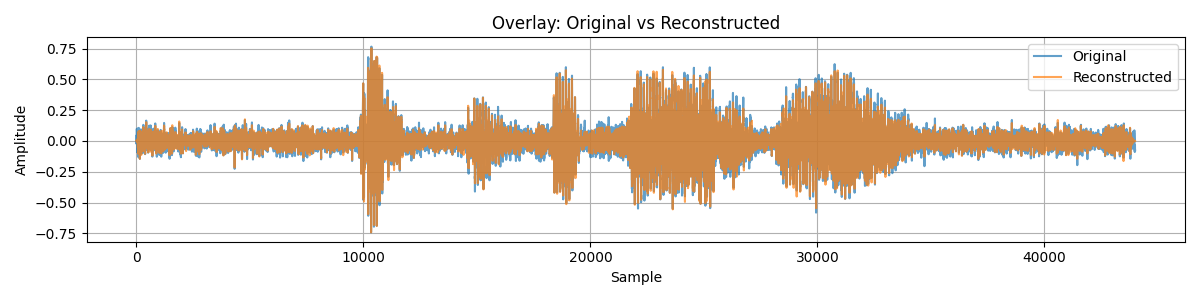 Overlay: Original vs Reconstructed
Original
Reconstructed
0.75
0.50
0.25
0.00
−0.25
−0.50
−0.75
Amplitude
0 10000 20000 30000 40000
Sample